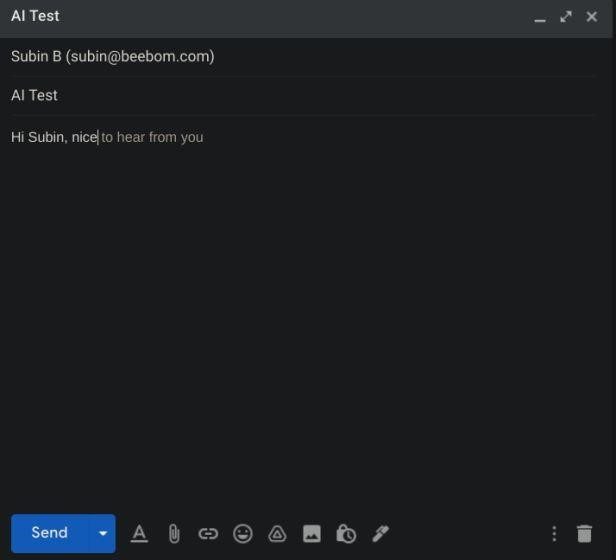 AI Test
Subin B (subin@beebom.com)
AI Test
Hi Subin, nice to hear from you
Send